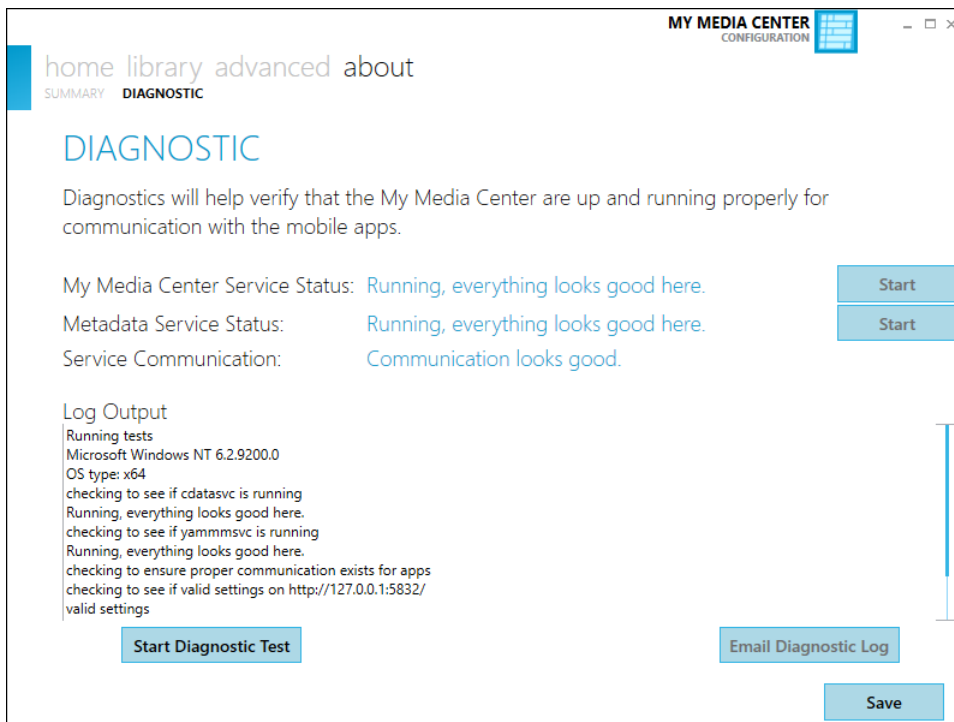 MY MEDIA CENTER
CONFIGURATION
home library advanced about
SUMMARY DIAGNOSTIC
DIAGNOSTIC
Diagnostics will help verify that the My Media Center are up and running properly for
communication with the mobile apps.
My Media Center Service Status: Running, everything looks good here. Start
Metadata Service Status: Running, everything looks good here. Start
Service Communication: Communication looks good.
Log Output
Running tests
Microsoft Windows NT 6.2.9200.0
OS type: x64
checking to see if cdatasvc is running
Running, everything looks good here.
checking to see if yammmsvc is running
Running, everything looks good here.
checking to ensure proper communication exists for apps
checking to see if valid settings on http://127.0.0.1:5832/
valid settings
Start Diagnostic Test Email Diagnostic Log
Save